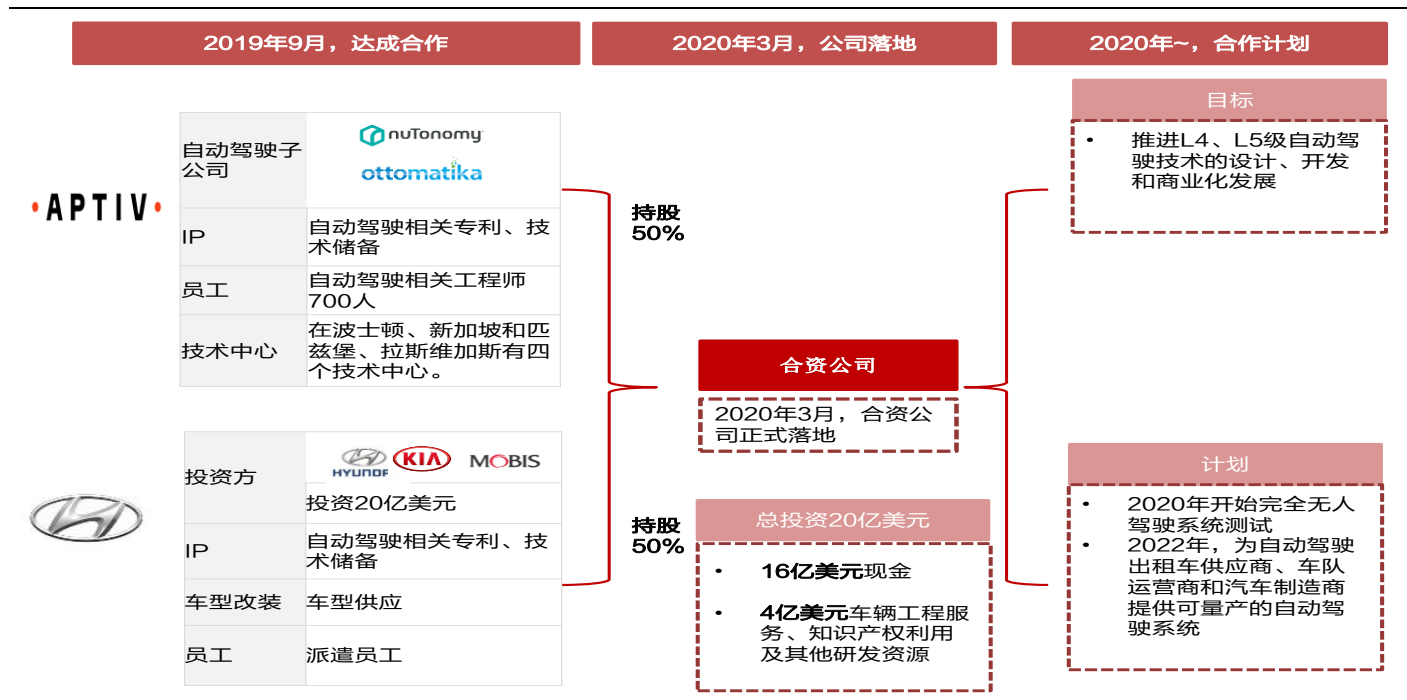 2019年9月，达成合作
2020年3月，公司落地
2020年~，合作计划
APTIV
自动驾驶子
公司
nuTonomy
ottomatika
IP
自动驾驶相关专利、技
术储备
员工
自动驾驶相关工程师
700人
技术中心
在波士顿、新加坡和匹
兹堡、拉斯维加斯有四
个技术中心。
投资方
HYUNDAI
KIA
MOBIS
投资20亿美元
IP
自动驾驶相关专利、技
术储备
车型改装
车型供应
员工
派遣员工
持股
50%
持股
50%
合资公司
2020年3月，合资公
司正式落地
总投资20亿美元
• 16亿美元现金
• 4亿美元车辆工程服
务、知识产权利用
及其他研发资源
目标
• 推进L4、L5级自动驾
驶技术的设计、开发
和商业化发展
计划
• 2020年开始完全无人
驾驶系统测试
• 2022年，为自动驾驶
出租车供应商、车队
运营商和汽车制造商
提供可量产的自动驾
驶系统